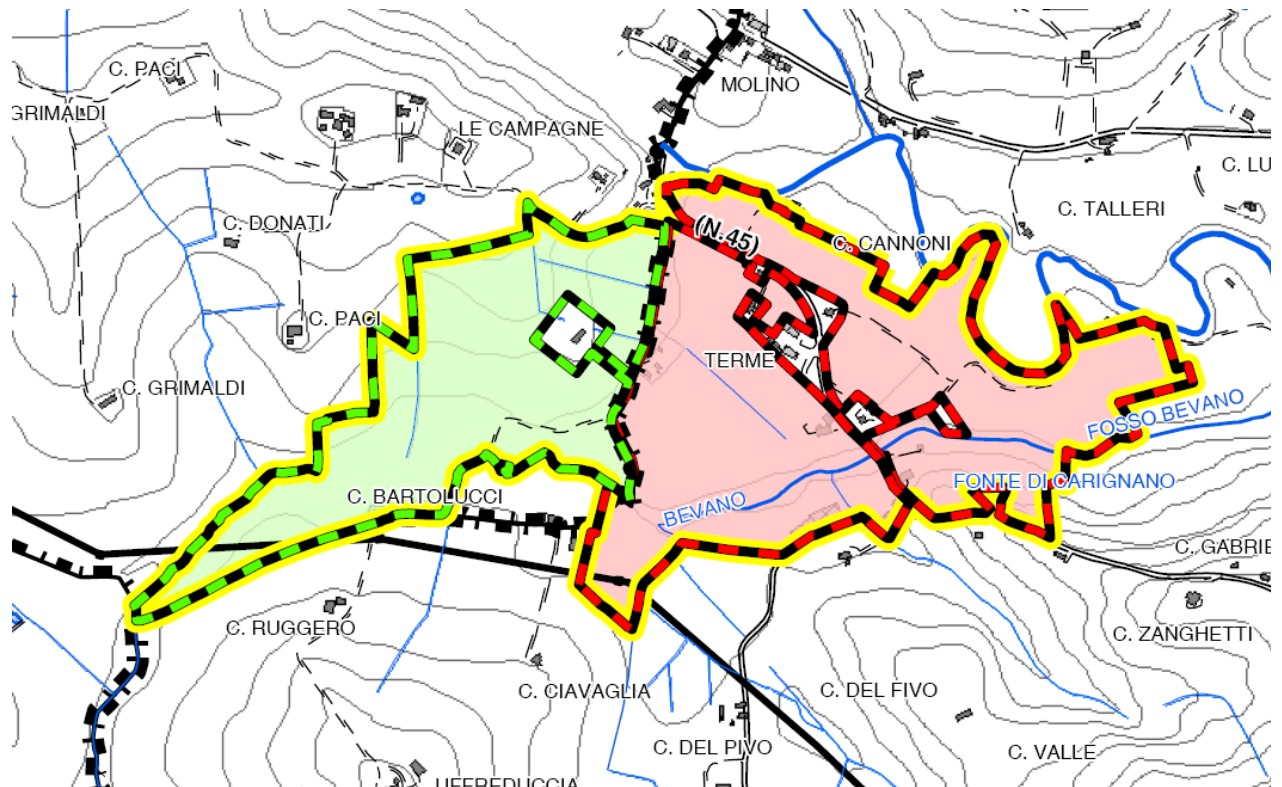 C. PACI
MOLINO
GRIMALDI
LE CAMPAGNE
C. LU
C. TALLERI
C. DONATI
(N.45)
C. CANNONI
C. PACI
TERME
C. GRIMALDI
FOSSO BEVANO
FONTE DI CARIGNANO
C. BARTOLUCCI
BEVANO
C. GABRIE
C. RUGGERO
C. ZANGHETTI
C. CIAVAGLIA
C. DEL FIVO
C. DEL PIVO
C. VALLE
UFFREDUCCIA